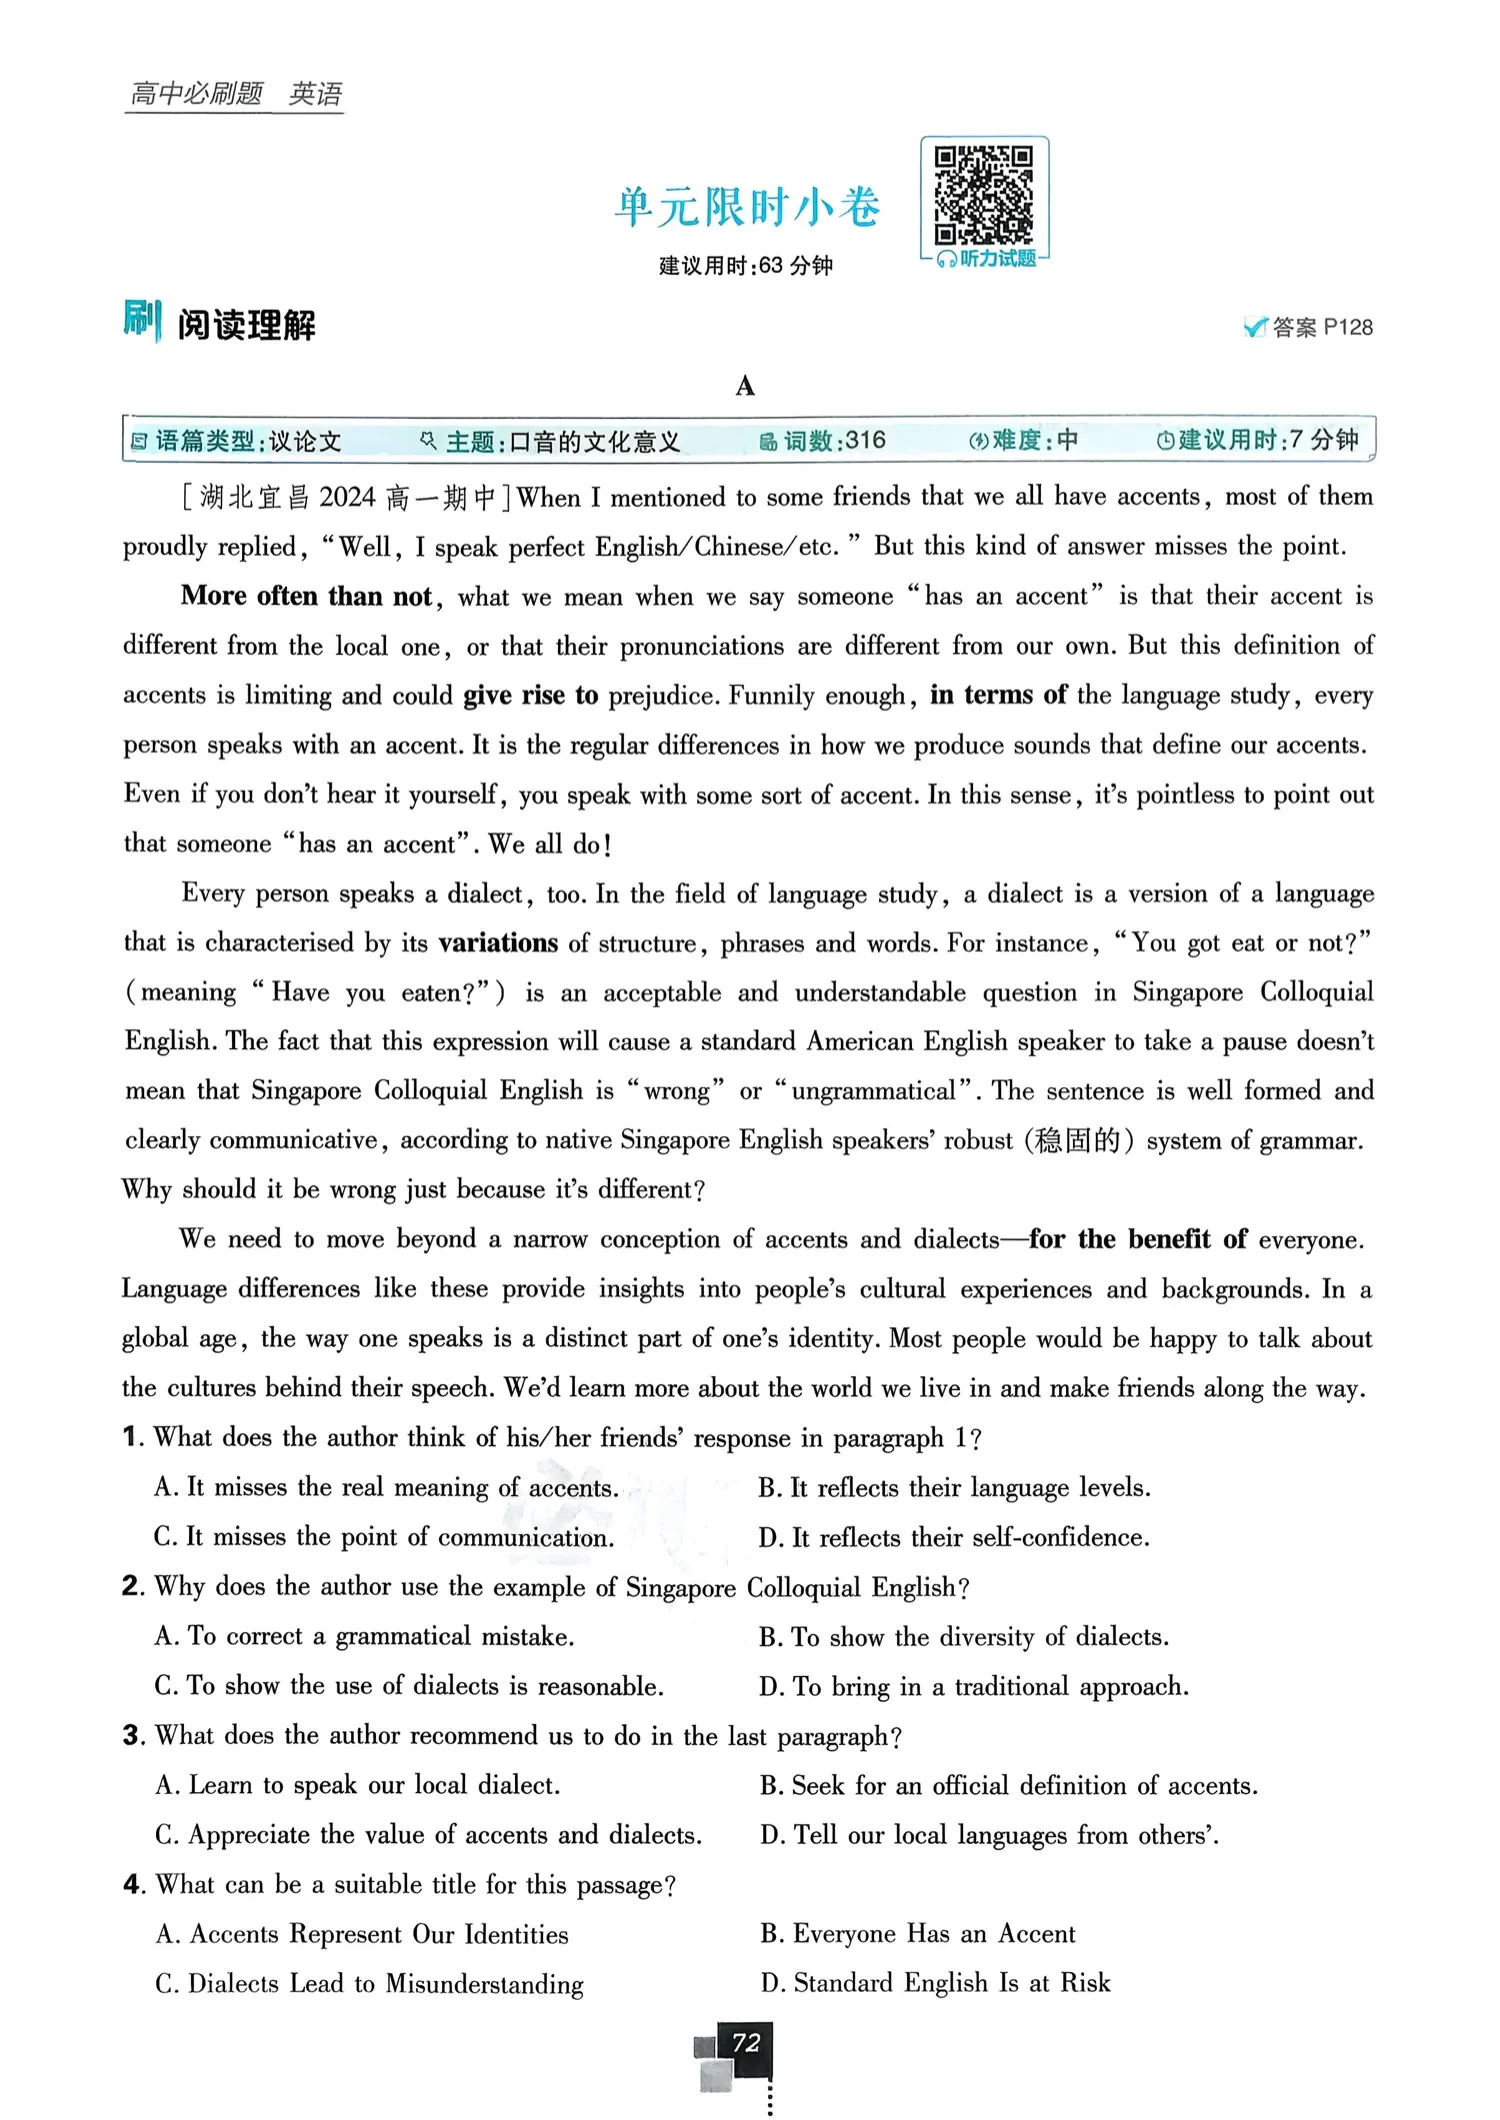 高中必刷题 英语
单元限时小卷
建议用时:63 分钟
听力试题
刷 阅读理解
答案 P128
A
语篇类型:议论文 主题:口音的文化意义 词数:316 难度:中 建议用时:7 分钟
[湖北宜昌 2024 高一期中]When I mentioned to some friends that we all have accents, most of them
proudly replied, “Well, I speak perfect English/Chinese/etc.” But this kind of answer misses the point.
More often than not, what we mean when we say someone “has an accent” is that their accent is
different from the local one, or that their pronunciations are different from our own. But this definition of
accents is limiting and could give rise to prejudice. Funnily enough, in terms of the language study, every
person speaks with an accent. It is the regular differences in how we produce sounds that define our accents.
Even if you don’t hear it yourself, you speak with some sort of accent. In this sense, it’s pointless to point out
that someone “has an accent”. We all do!
Every person speaks a dialect, too. In the field of language study, a dialect is a version of a language
that is characterised by its variations of structure, phrases and words. For instance, “You got eat or not?”
(meaning “Have you eaten?”) is an acceptable and understandable question in Singapore Colloquial
English. The fact that this expression will cause a standard American English speaker to take a pause doesn’t
mean that Singapore Colloquial English is “wrong” or “ungrammatical”. The sentence is well formed and
clearly communicative, according to native Singapore English speakers’ robust (稳固的) system of grammar.
Why should it be wrong just because it’s different?
We need to move beyond a narrow conception of accents and dialects—for the benefit of everyone.
Language differences like these provide insights into people’s cultural experiences and backgrounds. In a
global age, the way one speaks is a distinct part of one’s identity. Most people would be happy to talk about
the cultures behind their speech. We’d learn more about the world we live in and make friends along the way.
1. What does the author think of his/her friends’ response in paragraph 1?
A. It misses the real meaning of accents. B. It reflects their language levels.
C. It misses the point of communication. D. It reflects their self-confidence.
2. Why does the author use the example of Singapore Colloquial English?
A. To correct a grammatical mistake. B. To show the diversity of dialects.
C. To show the use of dialects is reasonable. D. To bring in a traditional approach.
3. What does the author recommend us to do in the last paragraph?
A. Learn to speak our local dialect. B. Seek for an official definition of accents.
C. Appreciate the value of accents and dialects. D. Tell our local languages from others’.
4. What can be a suitable title for this passage?
A. Accents Represent Our Identities B. Everyone Has an Accent
C. Dialects Lead to Misunderstanding D. Standard English Is at Risk
72